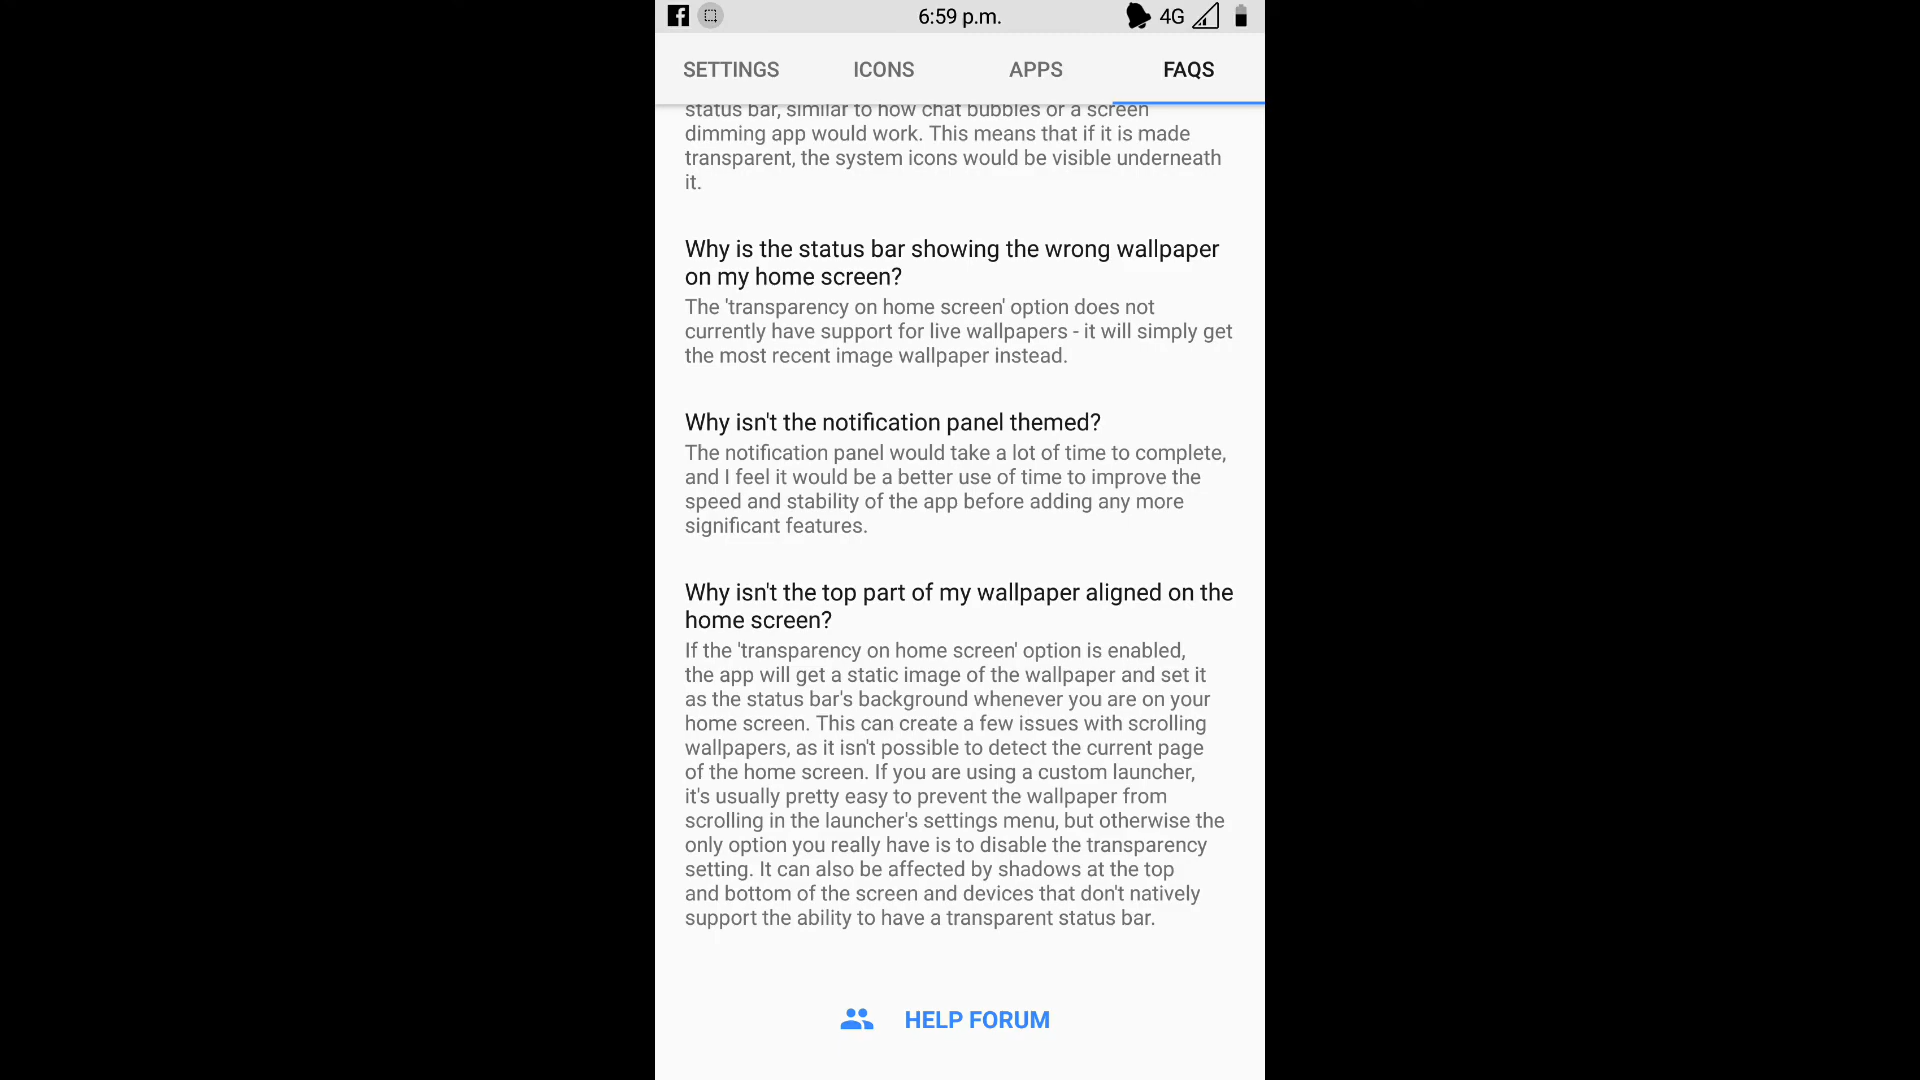 6:59 p.m.
4G
SETTINGS
ICONS
APPS
FAQS
status bar, similar to how chat bubbles or a screen
dimming app would work. This means that if it is made
transparent, the system icons would be visible underneath
it.
Why is the status bar showing the wrong wallpaper
on my home screen?
The 'transparency on home screen' option does not
currently have support for live wallpapers - it will simply get
the most recent image wallpaper instead.
Why isn't the notification panel themed?
The notification panel would take a lot of time to complete,
and I feel it would be a better use of time to improve the
speed and stability of the app before adding any more
significant features.
Why isn't the top part of my wallpaper aligned on the
home screen?
If the 'transparency on home screen' option is enabled,
the app will get a static image of the wallpaper and set it
as the status bar's background whenever you are on your
home screen. This can create a few issues with scrolling
wallpapers, as it isn't possible to detect the current page
of the home screen. If you are using a custom launcher,
it's usually pretty easy to prevent the wallpaper from
scrolling in the launcher's settings menu, but otherwise the
only option you really have is to disable the transparency
setting. It can also be affected by shadows at the top
and bottom of the screen and devices that don't natively
support the ability to have a transparent status bar.
HELP FORUM